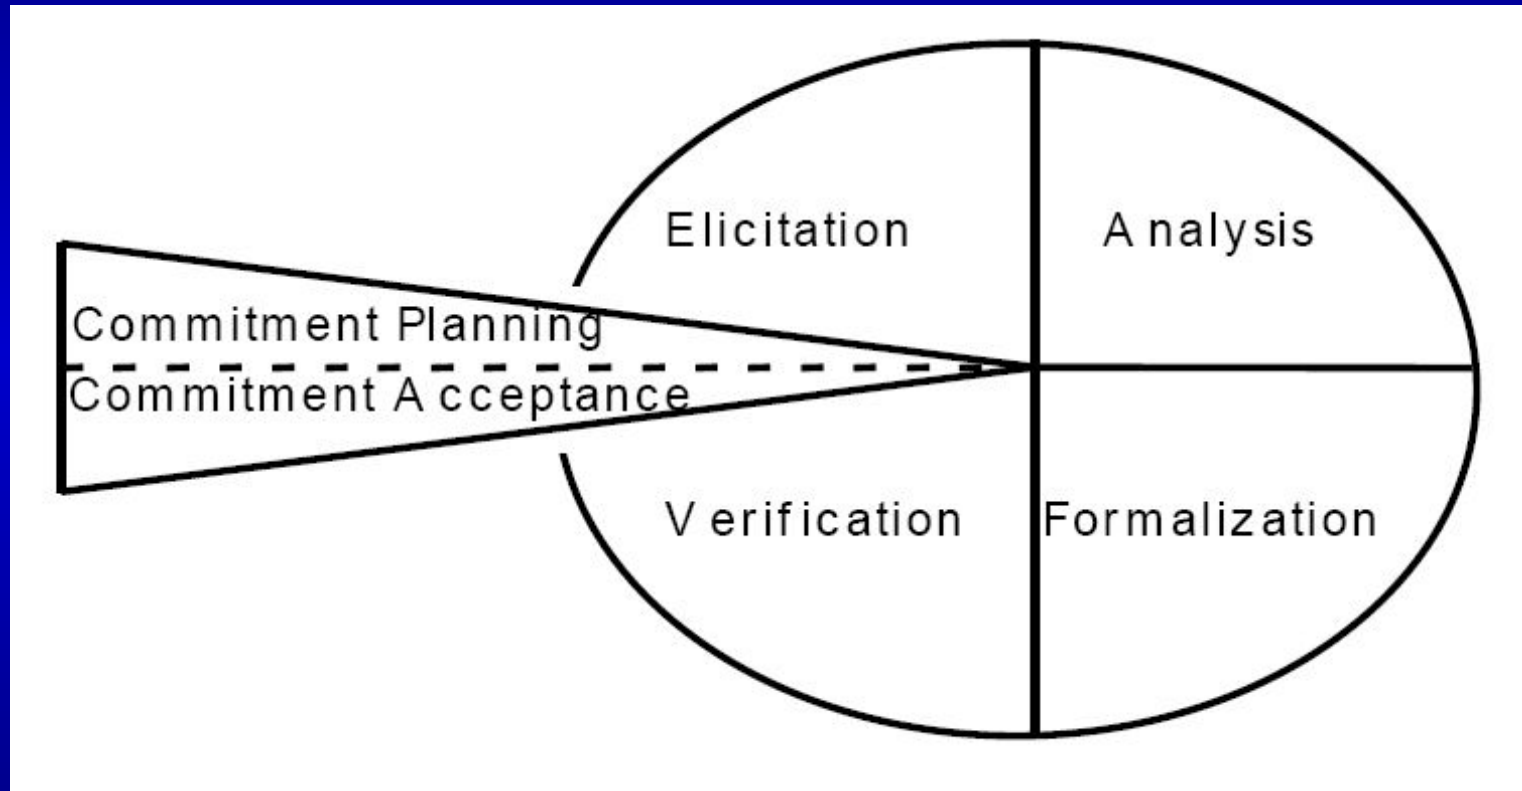 Elicitation
Analysis
Commitment Planning
Commitment Acceptance
Verification
Formalization